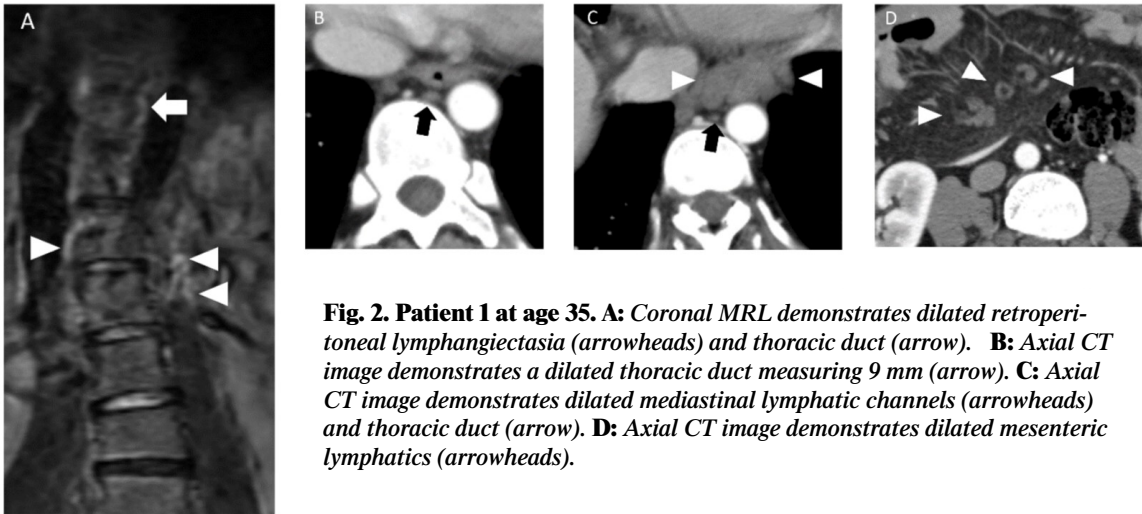 A
B
C
D
Fig. 2. Patient 1 at age 35. A: Coronal MRL demonstrates dilated retroperi-
toneal lymphangiectasia (arrowheads) and thoracic duct (arrow). B: Axial CT
image demonstrates a dilated thoracic duct measuring 9 mm (arrow). C: Axial
CT image demonstrates dilated mediastinal lymphatic channels (arrowheads)
and thoracic duct (arrow). D: Axial CT image demonstrates dilated mesenteric
lymphatics (arrowheads).